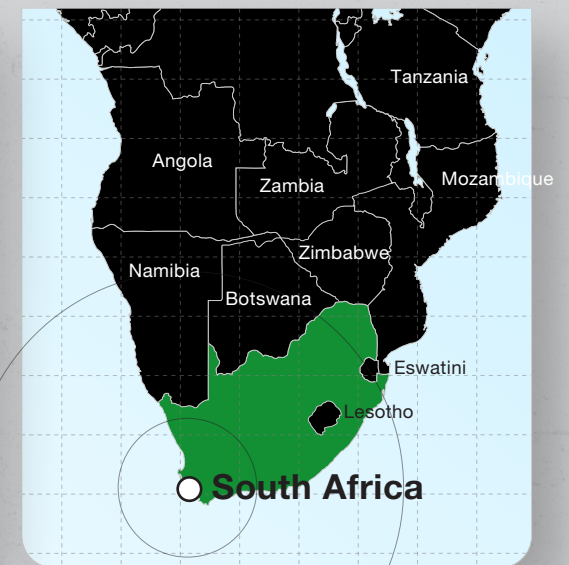 Tanzania
Angola
Zambia
Mozambique
Zimbabwe
Namibia
Botswana
Eswatini
Lesotho
South Africa